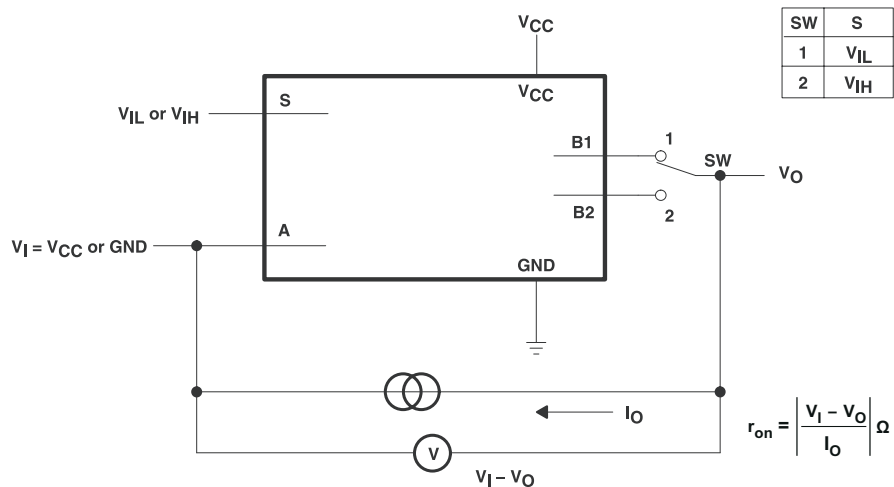 VCC
SW S
1 VIL
2 VIH
VCC
S
VIL or VIH
B1
1
SW
VO
B2
2
A
VI = VCC or GND
GND
IO
ron = | VI – VO / IO | Ω
V
VI – VO